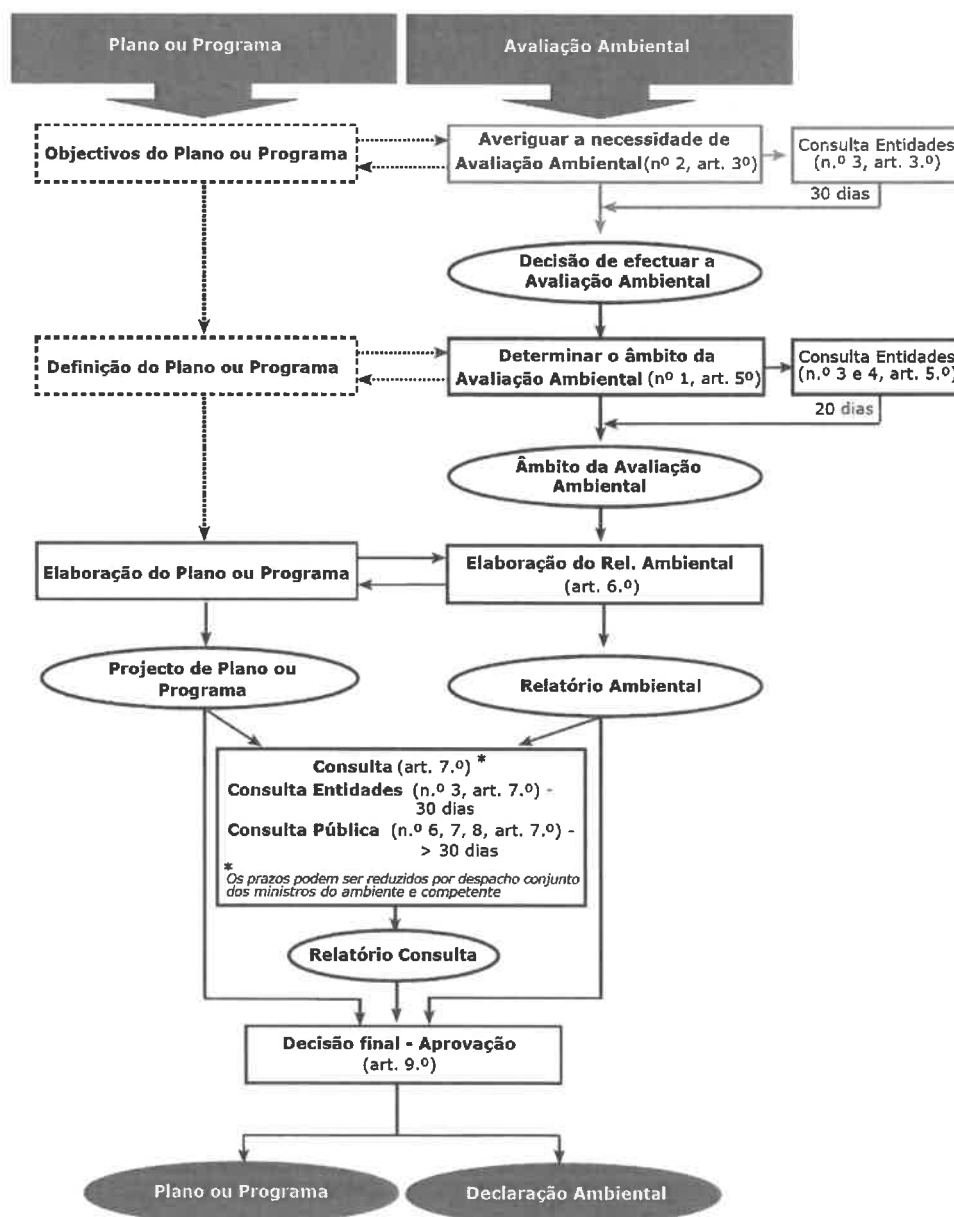 Plano ou Programa
Avaliação Ambiental
Objectivos do Plano ou Programa
Averiguar a necessidade de
Avaliação Ambiental (nº 2, art. 3º)
Consulta Entidades
(n.º 3, art. 3.º)
30 dias
Decisão de efectuar a
Avaliação Ambiental
Definição do Plano ou Programa
Determinar o âmbito da
Avaliação Ambiental (nº 1, art. 5º)
Consulta Entidades
(n.º 3 e 4, art. 5.º)
20 dias
Âmbito da Avaliação
Ambiental
Elaboração do Plano ou Programa
Elaboração do Rel. Ambiental
(art. 6.º)
Projecto de Plano ou
Programa
Relatório Ambiental
Consulta (art. 7.º) *
Consulta Entidades (n.º 3, art. 7.º) -
30 dias
Consulta Pública (n.º 6, 7, 8, art. 7.º) -
> 30 dias
* Os prazos podem ser reduzidos por despacho conjunto
dos ministros do ambiente e competente
Relatório Consulta
Decisão final - Aprovação
(art. 9.º)
Plano ou Programa
Declaração Ambiental